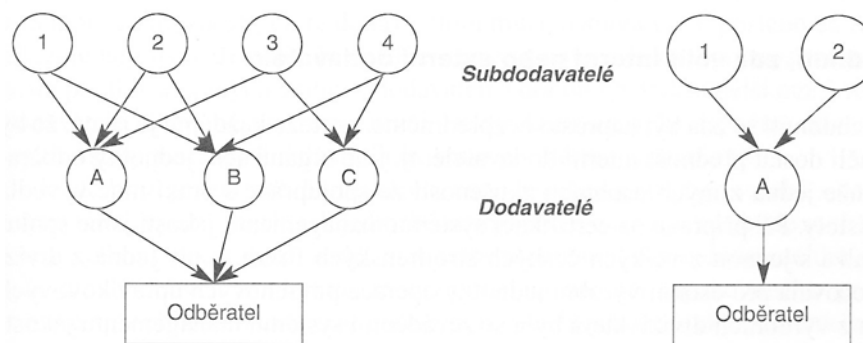 1 2 3 4 1 2
Subdodavatelé
A B C A
Dodavatelé
Odběratel Odběratel